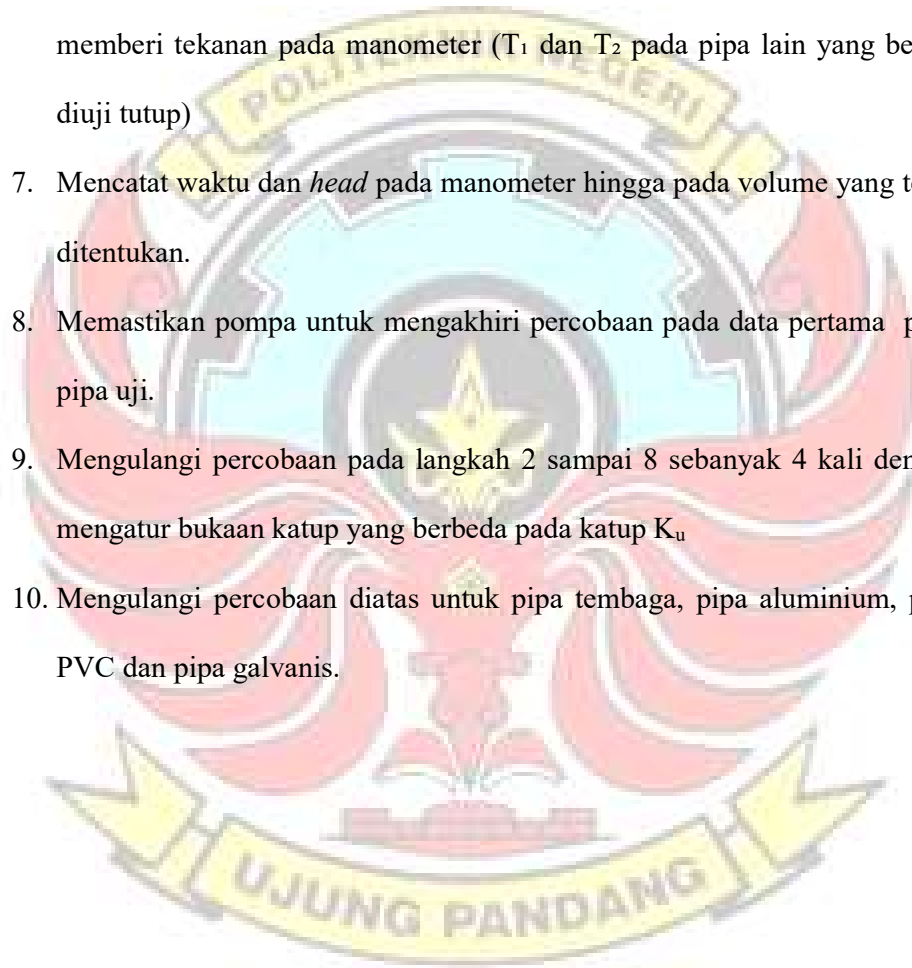 memberi tekanan pada manometer (T₁ dan T₂ pada pipa lain yang
diuji tutup)
7. Mencatat waktu dan head pada manometer hingga pada volume yang
ditentukan.
8. Memastikan pompa untuk mengakhiri percobaan pada data pertama
pipa uji.
9. Mengulangi percobaan pada langkah 2 sampai 8 sebanyak 4 kali
mengatur bukaan katup yang berbeda pada katup Kᵤ
10. Mengulangi percobaan diatas untuk pipa tembaga, pipa aluminium,
PVC dan pipa galvanis.
POLITEKNIK NEGERI
UJUNG PANDANG